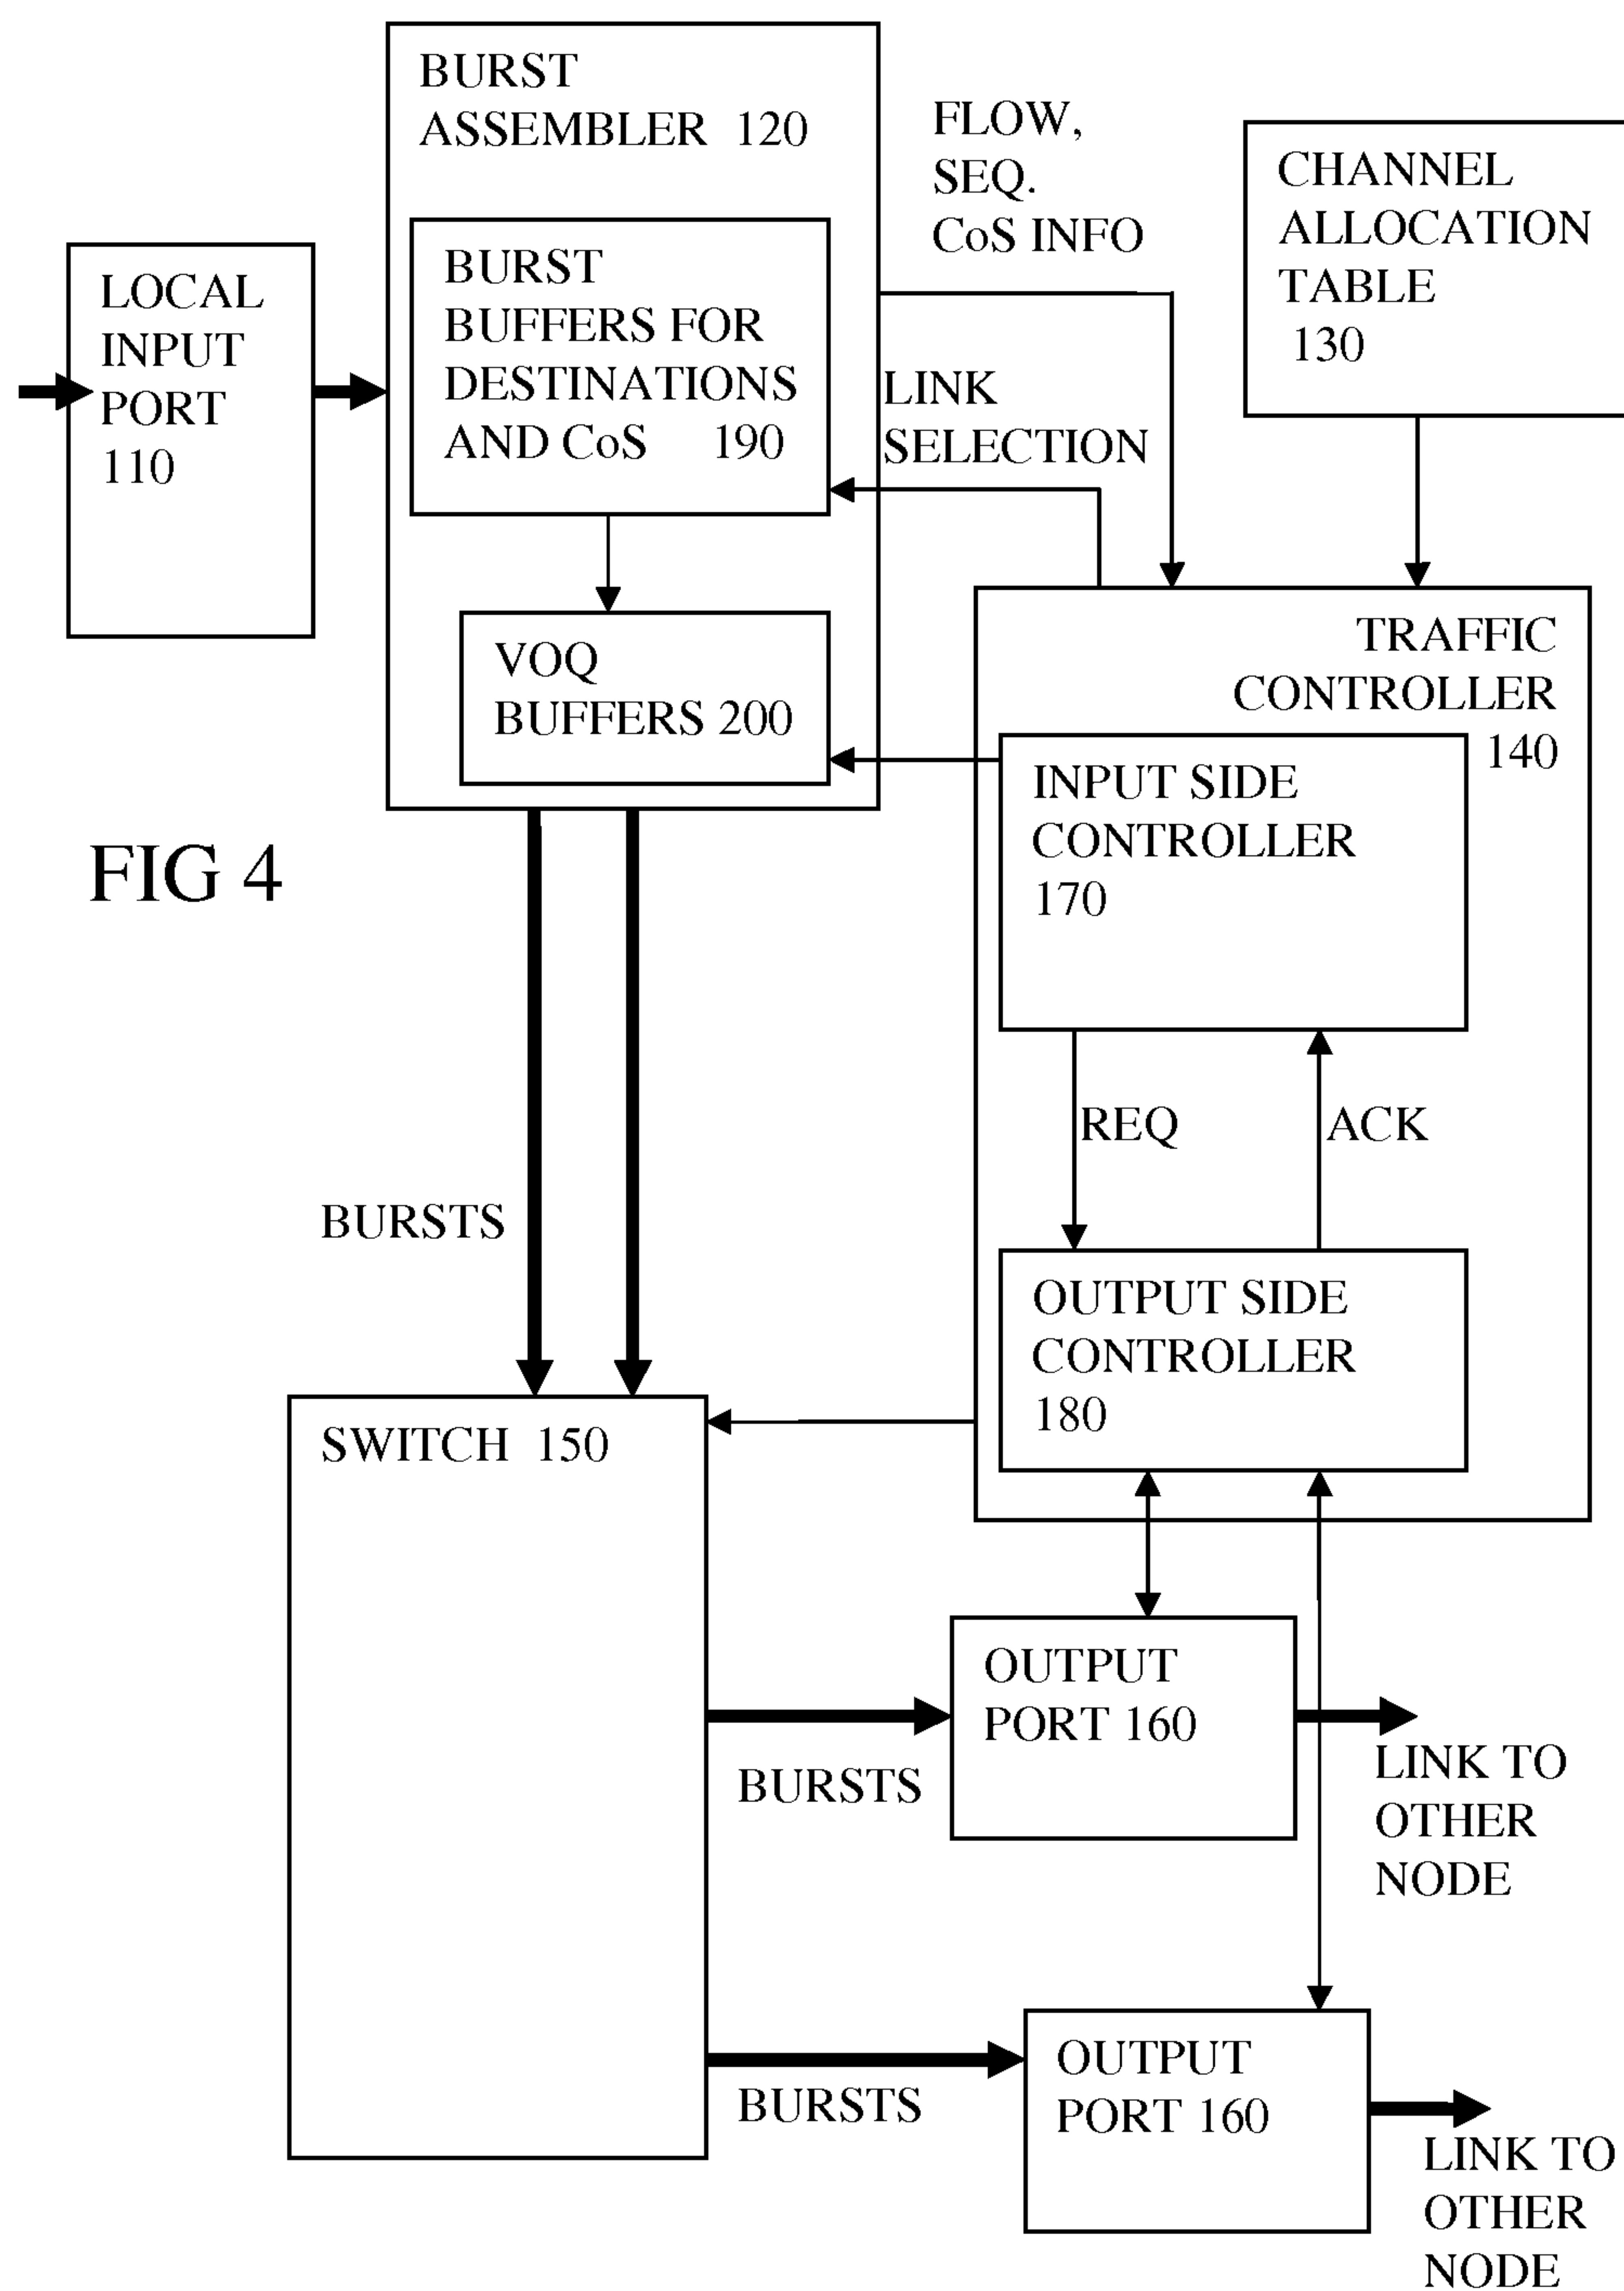 BURST
ASSEMBLER 120
FLOW,
SEQ.
CoS INFO
CHANNEL
ALLOCATION
TABLE
130
LOCAL
INPUT
PORT
110
BURST
BUFFERS FOR
DESTINATIONS
AND CoS 190
LINK
SELECTION
VOQ
BUFFERS 200
TRAFFIC
CONTROLLER
140
INPUT SIDE
CONTROLLER
170
FIG 4
REQ
ACK
BURSTS
OUTPUT SIDE
CONTROLLER
180
SWITCH 150
OUTPUT
PORT 160
BURSTS
LINK TO
OTHER
NODE
OUTPUT
PORT 160
BURSTS
LINK TO
OTHER
NODE